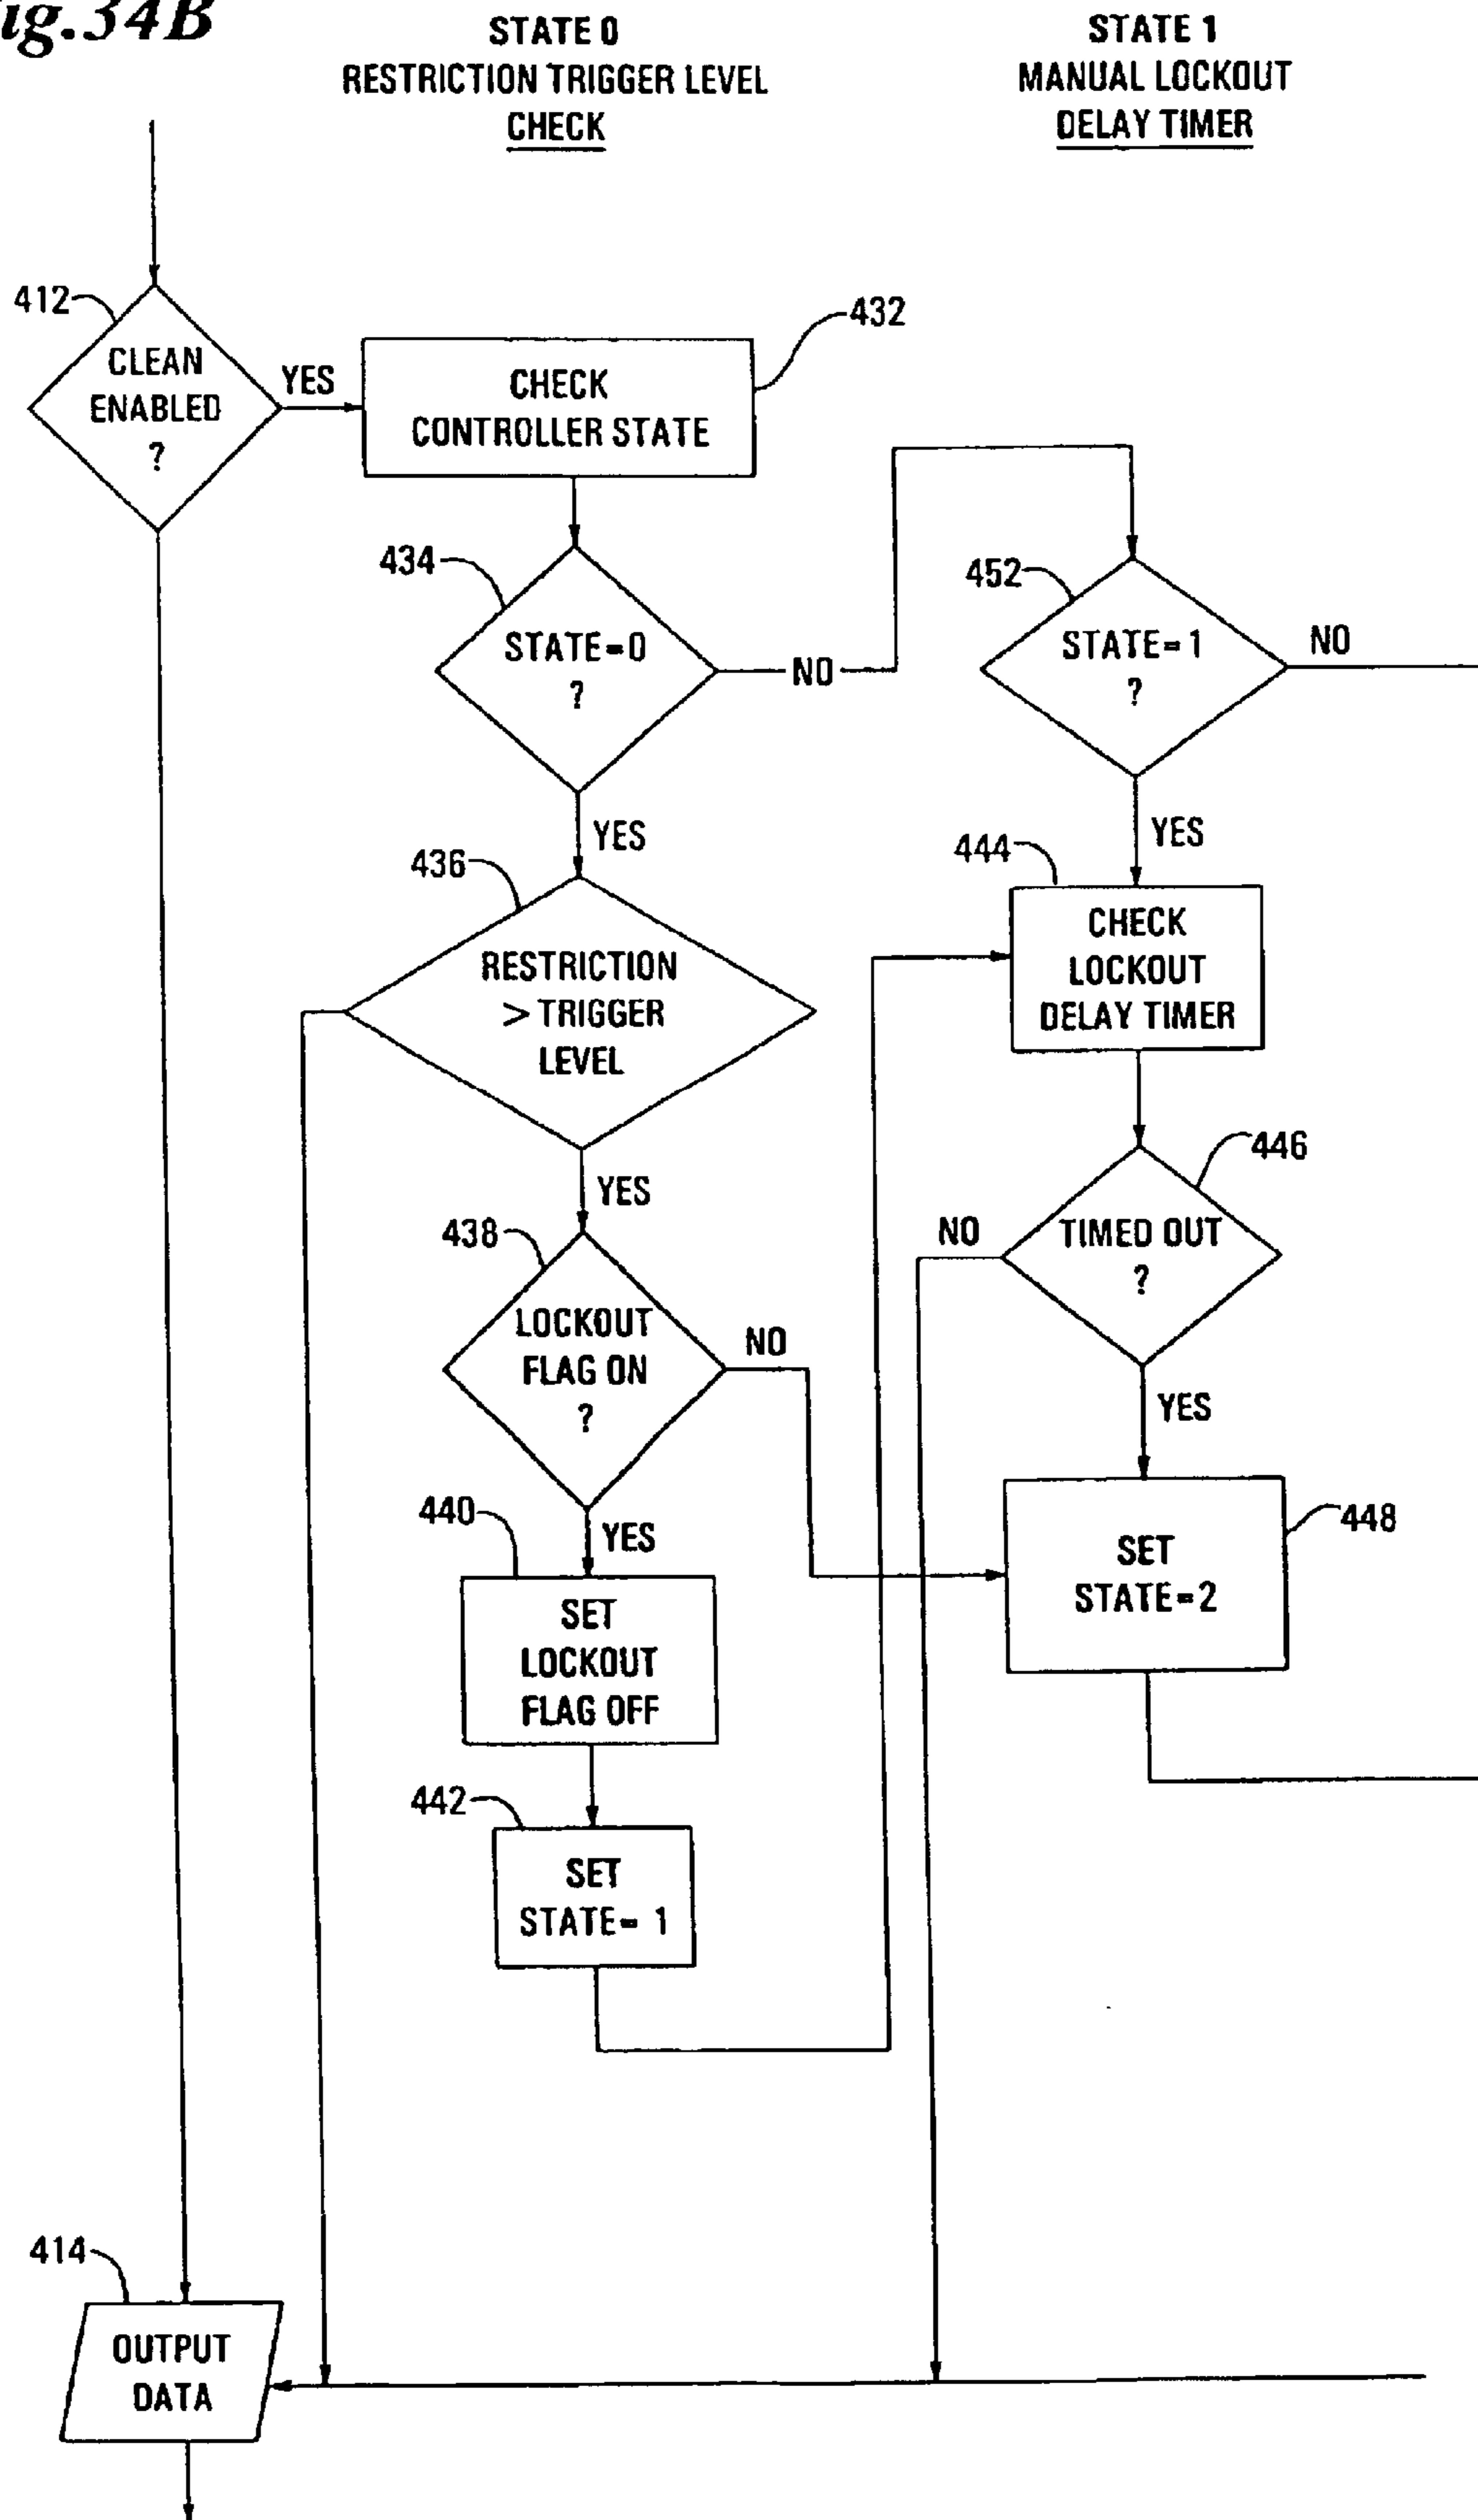 ig.34B
STATE 0
RESTRICTION TRIGGER LEVEL
CHECK
STATE 1
MANUAL LOCKOUT
DELAY TIMER
412
CLEAN
ENABLED
?
YES
432
CHECK
CONTROLLER STATE
434
STATE=0
?
NO
452
STATE=1
?
NO
YES
YES
436
RESTRICTION
> TRIGGER
LEVEL
444
CHECK
LOCKOUT
DELAY TIMER
YES
446
TIMED OUT
?
NO
YES
438
LOCKOUT
FLAG ON
?
NO
YES
440
SET
LOCKOUT
FLAG OFF
448
SET
STATE=2
442
SET
STATE= 1
414
OUTPUT
DATA